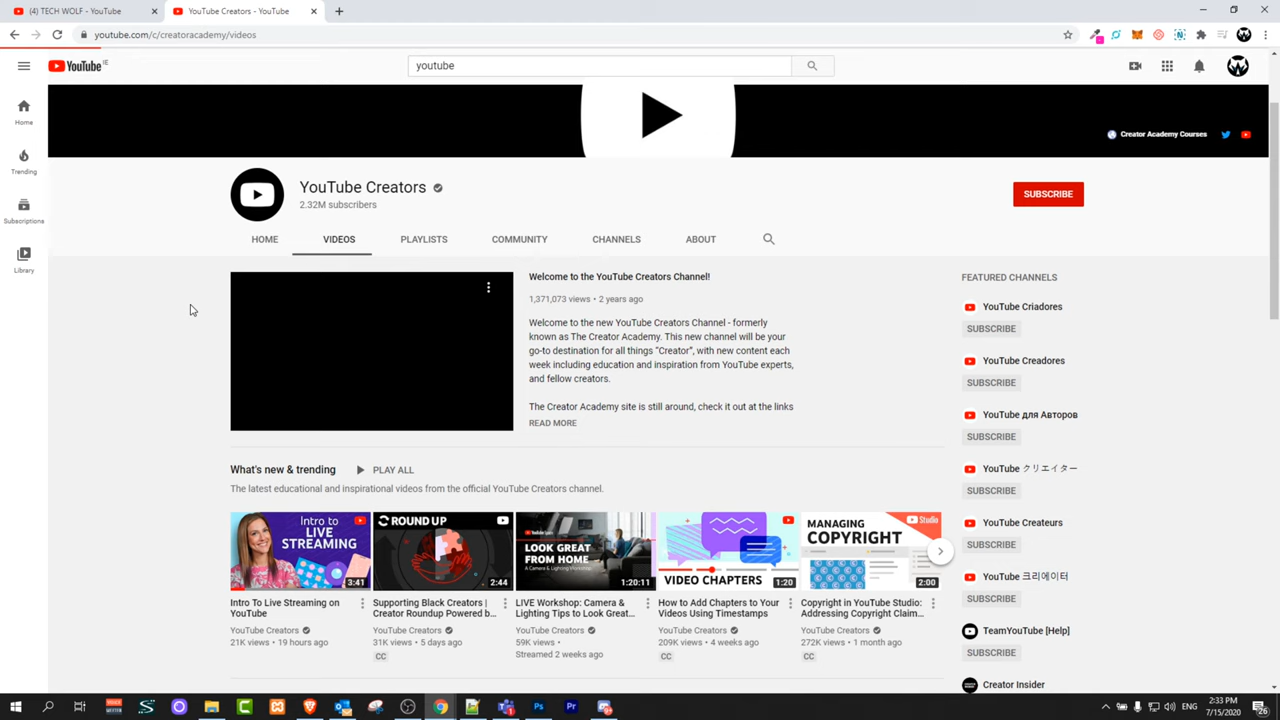 (4) TECH WOLF - YouTube
YouTube Creators - YouTube
youtube.com/c/creatoracademy/videos
YouTube IE
youtube
Home
Trending
Subscriptions
Library
Creator Academy Courses
YouTube Creators
2.32M subscribers
SUBSCRIBE
HOME VIDEOS PLAYLISTS COMMUNITY CHANNELS ABOUT
Welcome to the YouTube Creators Channel!
1,371,073 views • 2 years ago
Welcome to the new YouTube Creators Channel - formerly
known as The Creator Academy. This new channel will be your
go-to destination for all things "Creator", with new content each
week including education and inspiration from YouTube experts,
and fellow creators.
The Creator Academy site is still around, check it out at the links
READ MORE
FEATURED CHANNELS
YouTube Criadores
SUBSCRIBE
YouTube Creadores
SUBSCRIBE
YouTube для Авторов
SUBSCRIBE
YouTube クリエイター
SUBSCRIBE
YouTube Createurs
SUBSCRIBE
YouTube 크리에이터
SUBSCRIBE
TeamYouTube [Help]
SUBSCRIBE
Creator Insider
What's new & trending PLAY ALL
The latest educational and inspirational videos from the official YouTube Creators channel.
Intro to
LIVE
STREAMING
3:41
Intro To Live Streaming on
YouTube
YouTube Creators
21K views • 19 hours ago
ROUND UP
2:44
Supporting Black Creators |
Creator Roundup Powered b...
YouTube Creators
31K views • 5 days ago
CC
LOOK GREAT
FROM HOME
1:20:11
LIVE Workshop: Camera &
Lighting Tips to Look Great...
YouTube Creators
59K views •
Streamed 2 weeks ago
VIDEO CHAPTERS
1:20
How to Add Chapters to Your
Videos Using Timestamps
YouTube Creators
209K views • 4 weeks ago
CC
MANAGING
COPYRIGHT
Studio
2:00
Copyright in YouTube Studio:
Addressing Copyright Claim...
YouTube Creators
272K views • 1 month ago
CC
ENG
2:33 PM
7/15/2020
26